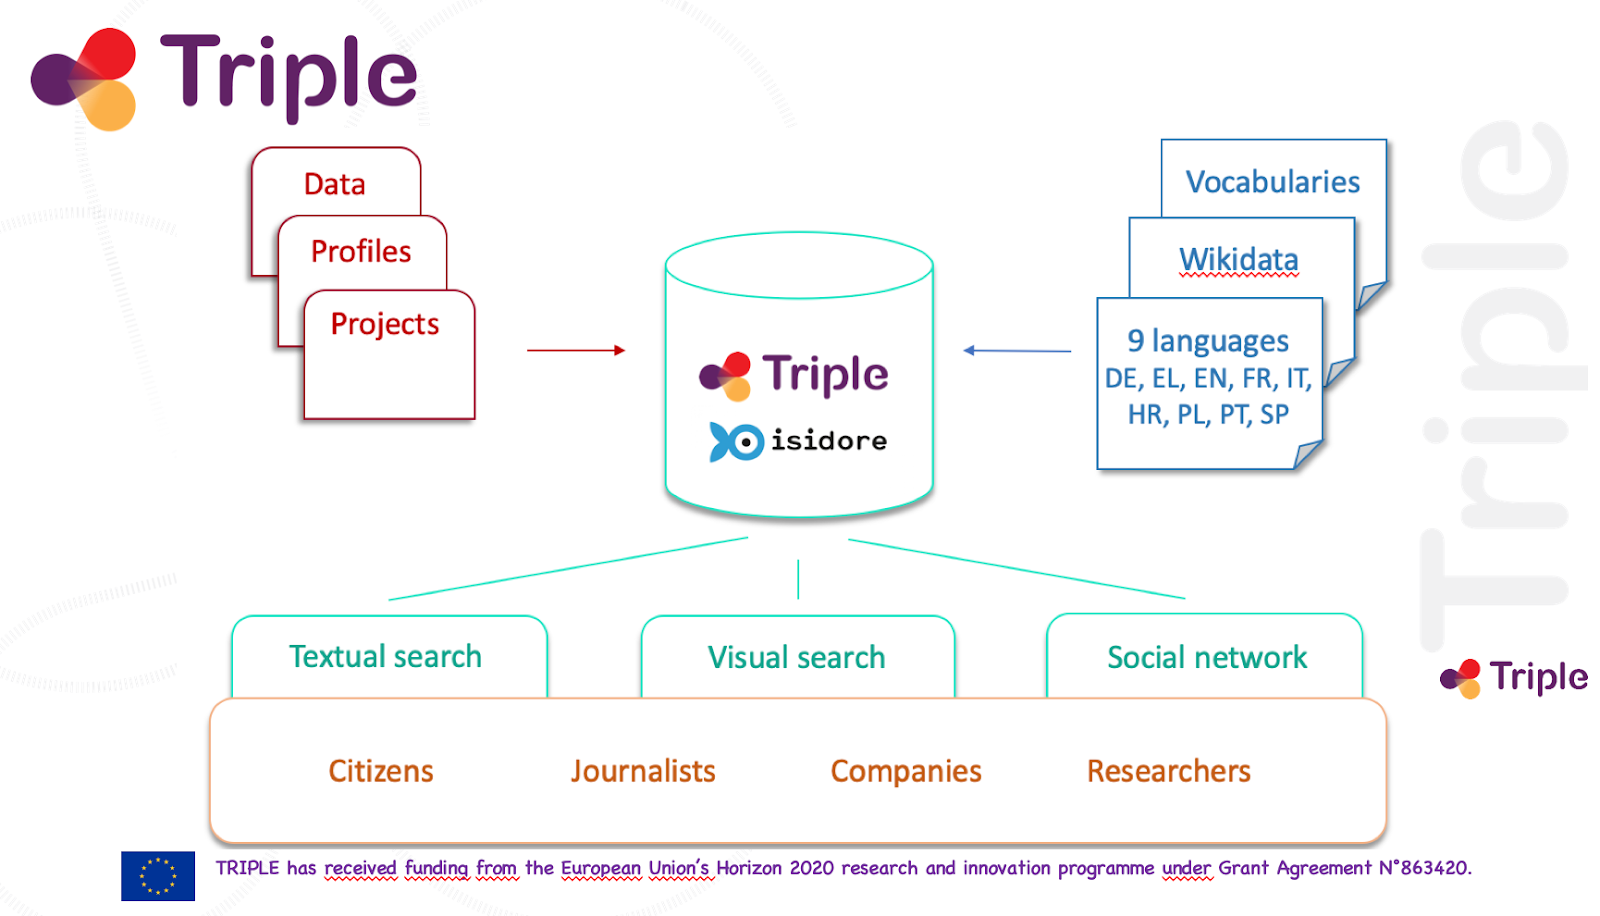 Triple
Data
Profiles
Projects
Vocabularies
Wikidata
9 languages
DE, EL, EN, FR, IT,
HR, PL, PT, SP
Triple
isidore
Triple
Textual search
Visual search
Social network
Triple
Citizens
Journalists
Companies
Researchers
TRIPLE has received funding from the European Union's Horizon 2020 research and innovation programme under Grant Agreement N°863420.